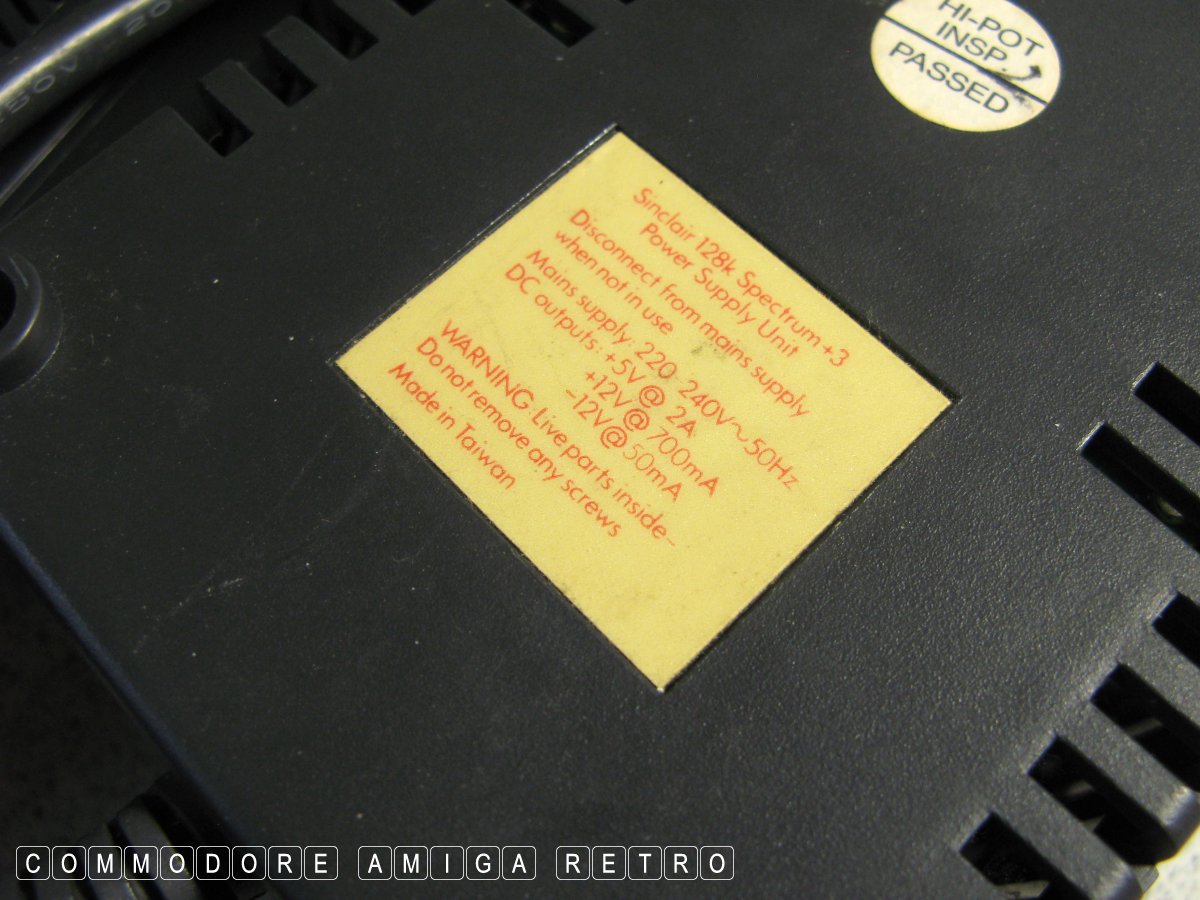 50V - 20
HI-POT
INSP.
PASSED
Sinclair 128k Spectrum +3
Power Supply Unit
Disconnect from mains supply
when not in use
Mains supply: 220-240V~50Hz
DC outputs: +5V@ 2A
+12V@ 700mA
-12V@50mA
WARNING Live parts inside-
Do not remove any screws
Made in Taiwan
COMMODORE AMIGA RETRO